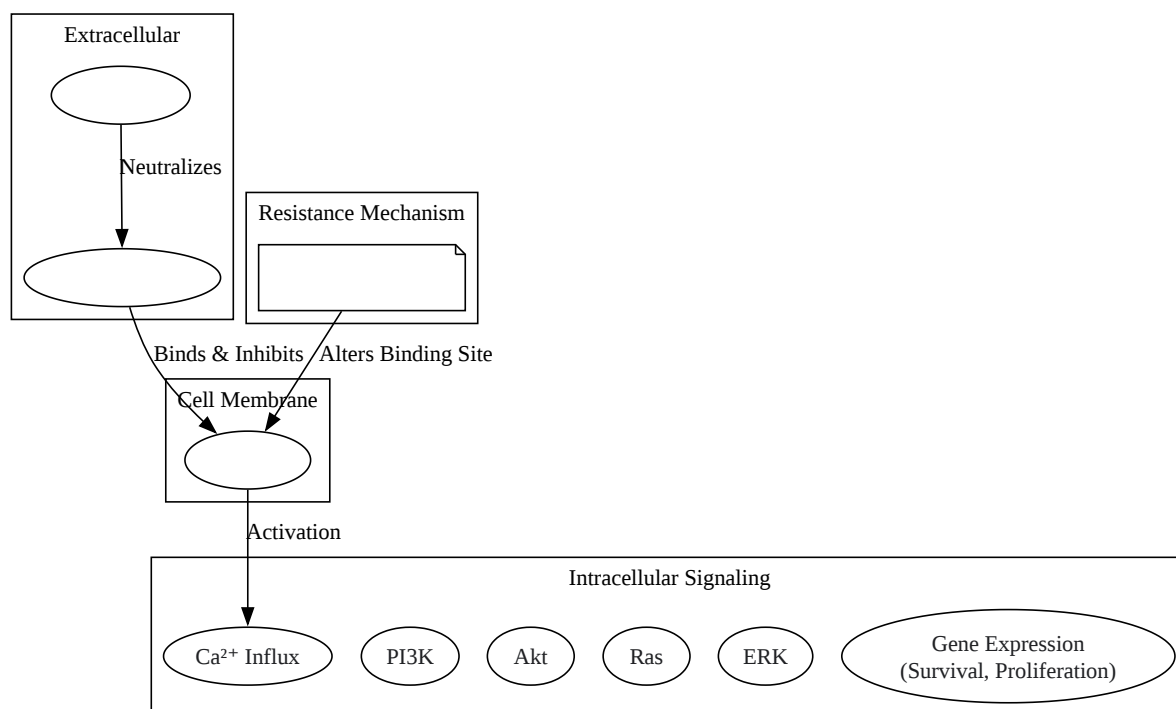 Extracellular
Neutralizes
Resistance Mechanism
Binds & Inhibits
Alters Binding Site
Cell Membrane
Activation
Intracellular Signaling
Ca²⁺ Influx
PI3K
Akt
Ras
ERK
Gene Expression
(Survival, Proliferation)